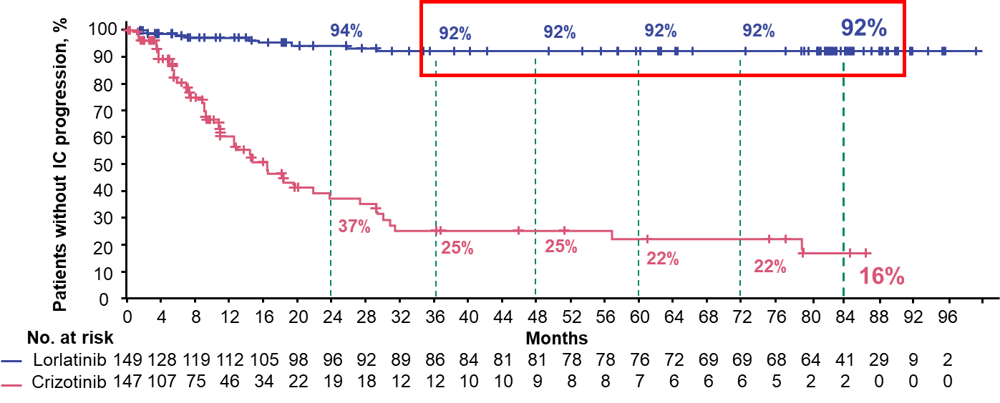 Patients without IC progression, %
100
90
80
70
60
50
40
30
20
10
0
94% 92% 92% 92% 92% 92%
37% 25% 25% 22% 22% 16%
0 4 8 12 16 20 24 28 32 36 40 44 48 52 56 60 64 68 72 76 80 84 88 92 96
Months
No. at risk
Lorlatinib 149 128 119 112 105 98 96 92 89 86 84 81 81 78 78 76 72 69 69 68 64 41 29 9 2
Crizotinib 147 107 75 46 34 22 19 18 12 12 10 10 9 8 8 7 6 6 6 5 2 2 0 0 0